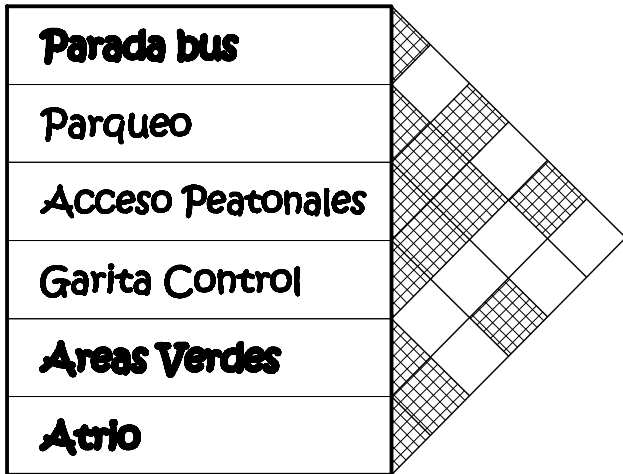 Parada bus
Parqueo
Acceso Peatonales
Garita Control
Areas Verdes
Atrio